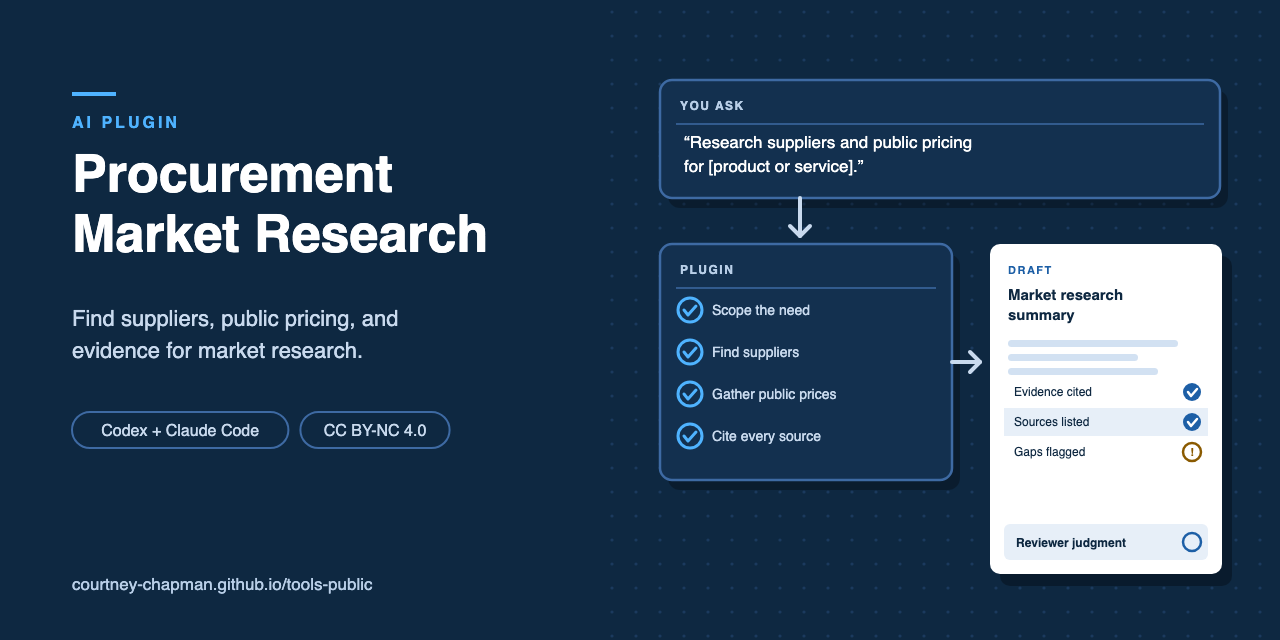 AI PLUGIN
Procurement
Market Research
Find suppliers, public pricing, and
evidence for market research.
Codex + Claude Code
CC BY-NC 4.0
courtney-chapman.github.io/tools-public
YOU ASK
“Research suppliers and public pricing
for [product or service].”
PLUGIN
Scope the need
Find suppliers
Gather public prices
Cite every source
DRAFT
Market research
summary
Evidence cited
Sources listed
Gaps flagged
!
Reviewer judgment